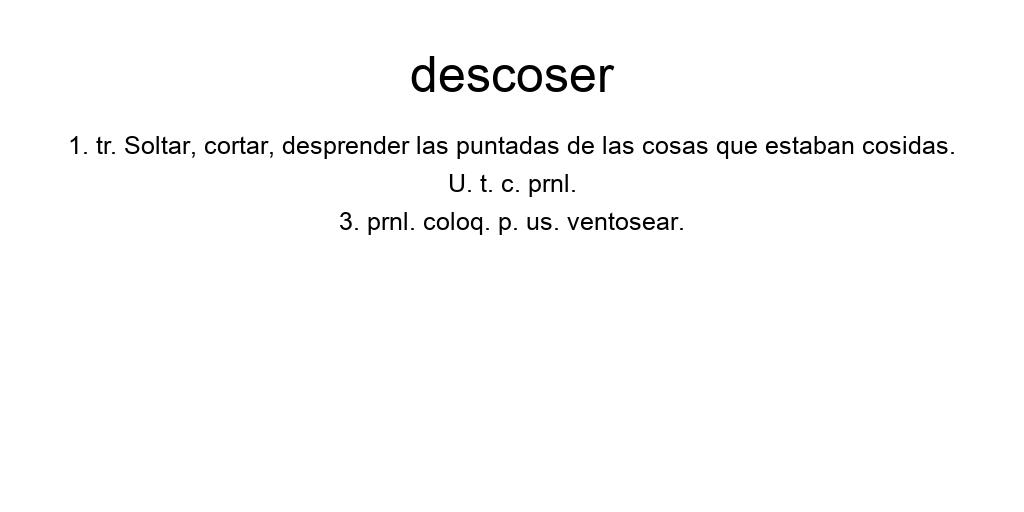 descoser
1. tr. Soltar, cortar, desprender las puntadas de las cosas que estaban cosidas.
U. t. c. prnl.
3. prnl. coloq. p. us. ventosear.